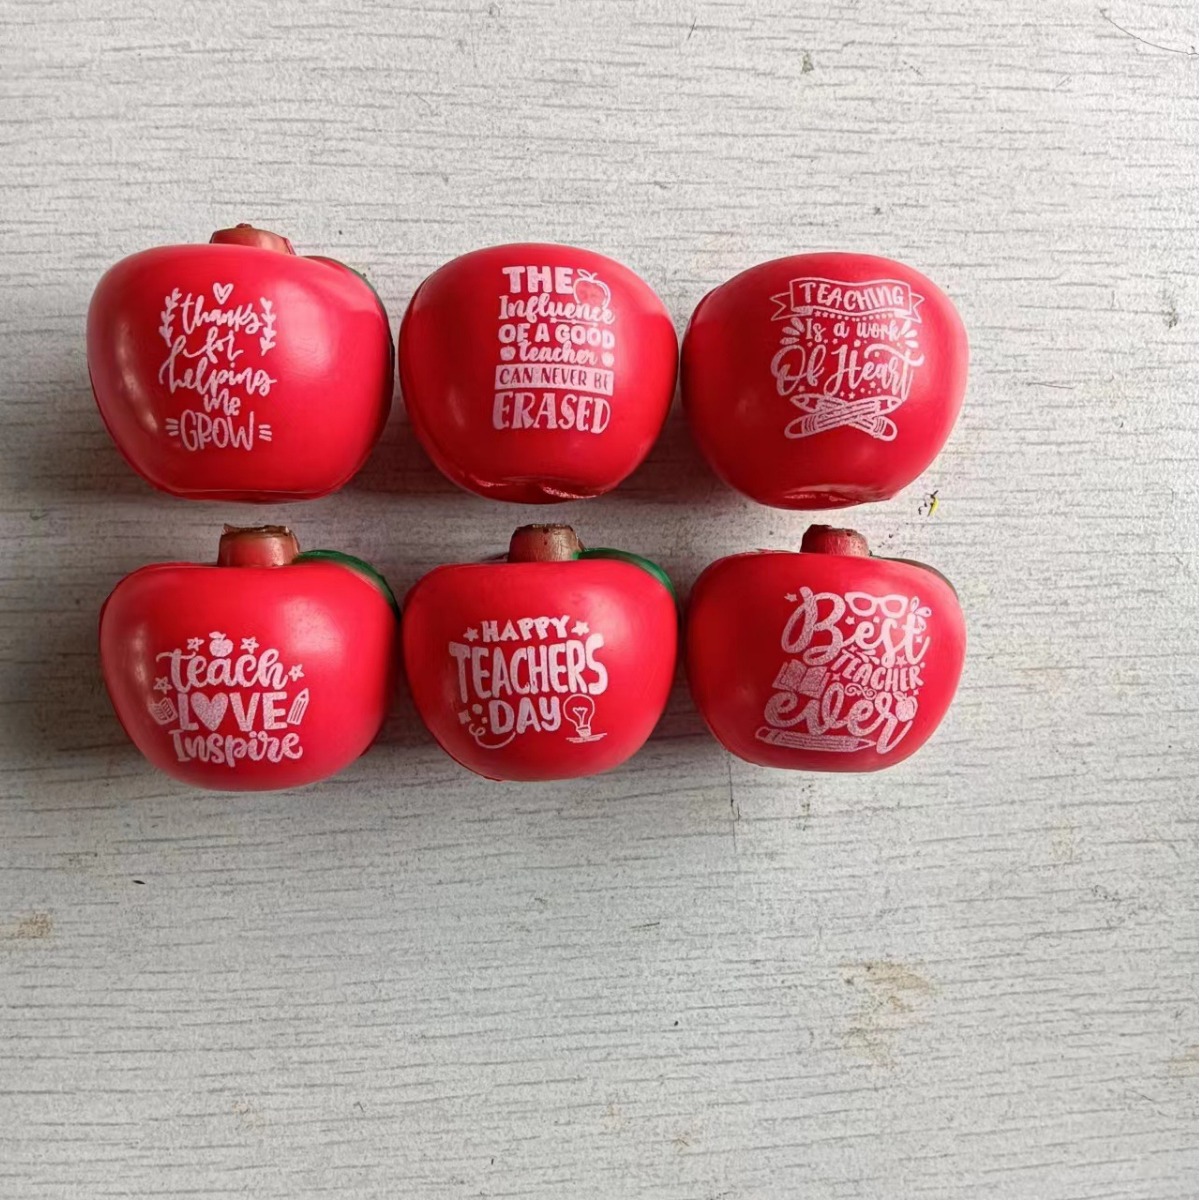 thanks
for
helping
me
GROW
THE
Influence
OF A GOOD
teacher
CAN NEVER BE
ERASED
TEACHING
Is a work
Of Heart
teach
LOVE
Inspire
HAPPY
TEACHERS
DAY
Best
TEACHER
ever